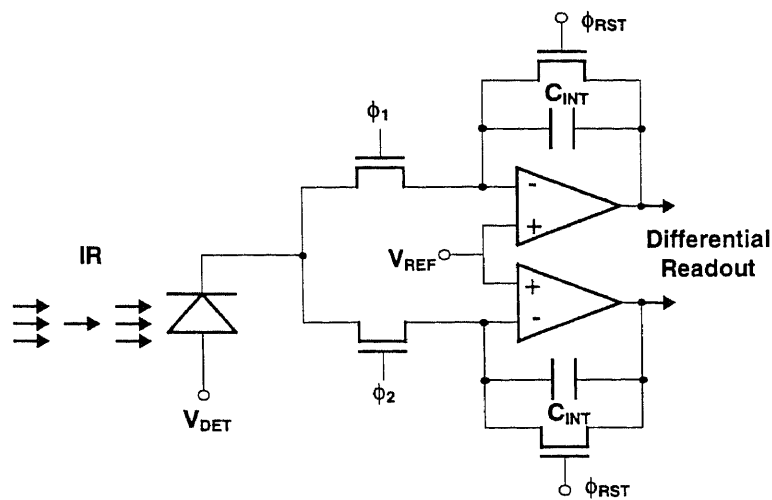 ϕRST
CINT
ϕ1
-
+
VREF
Differential
Readout
IR
+
-
VDET
ϕ2
CINT
ϕRST